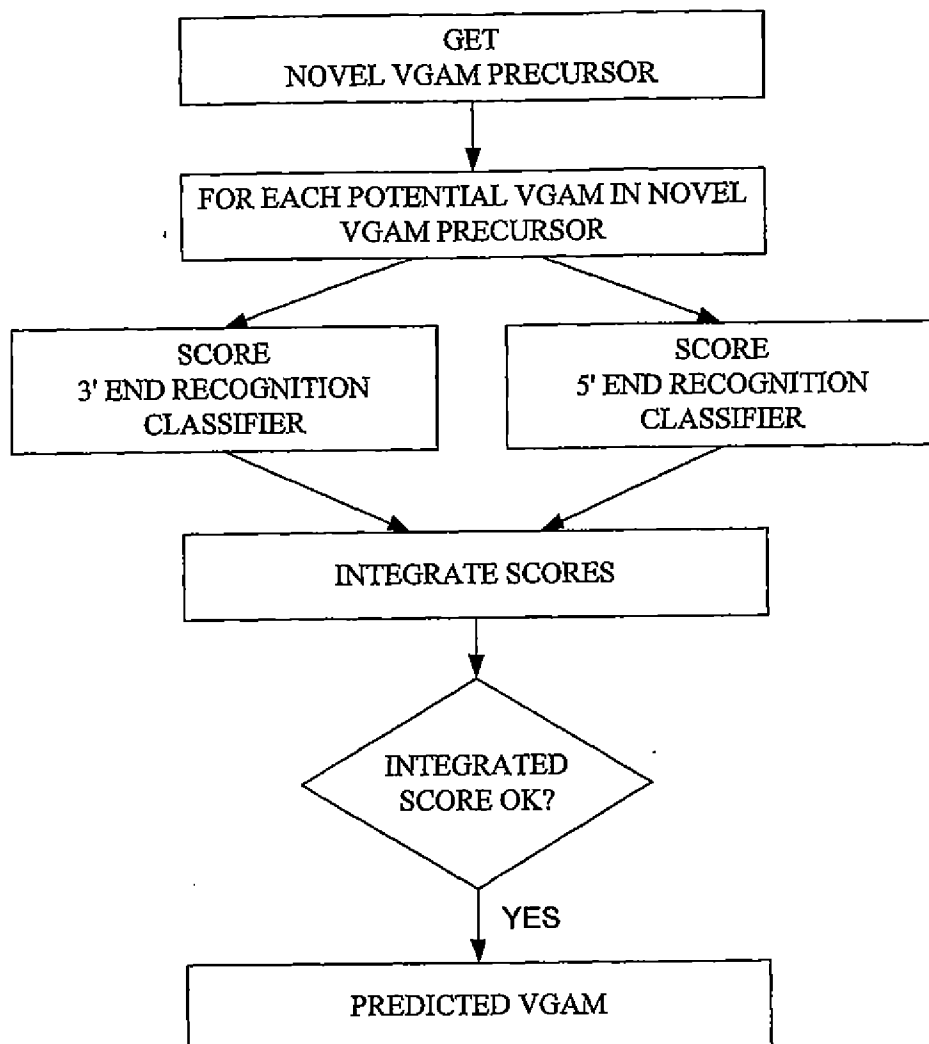 GET
NOVEL VGAM PRECURSOR
FOR EACH POTENTIAL VGAM IN NOVEL
VGAM PRECURSOR
SCORE
3' END RECOGNITION
CLASSIFIER
SCORE
5' END RECOGNITION
CLASSIFIER
INTEGRATE SCORES
INTEGRATED
SCORE OK?
YES
PREDICTED VGAM